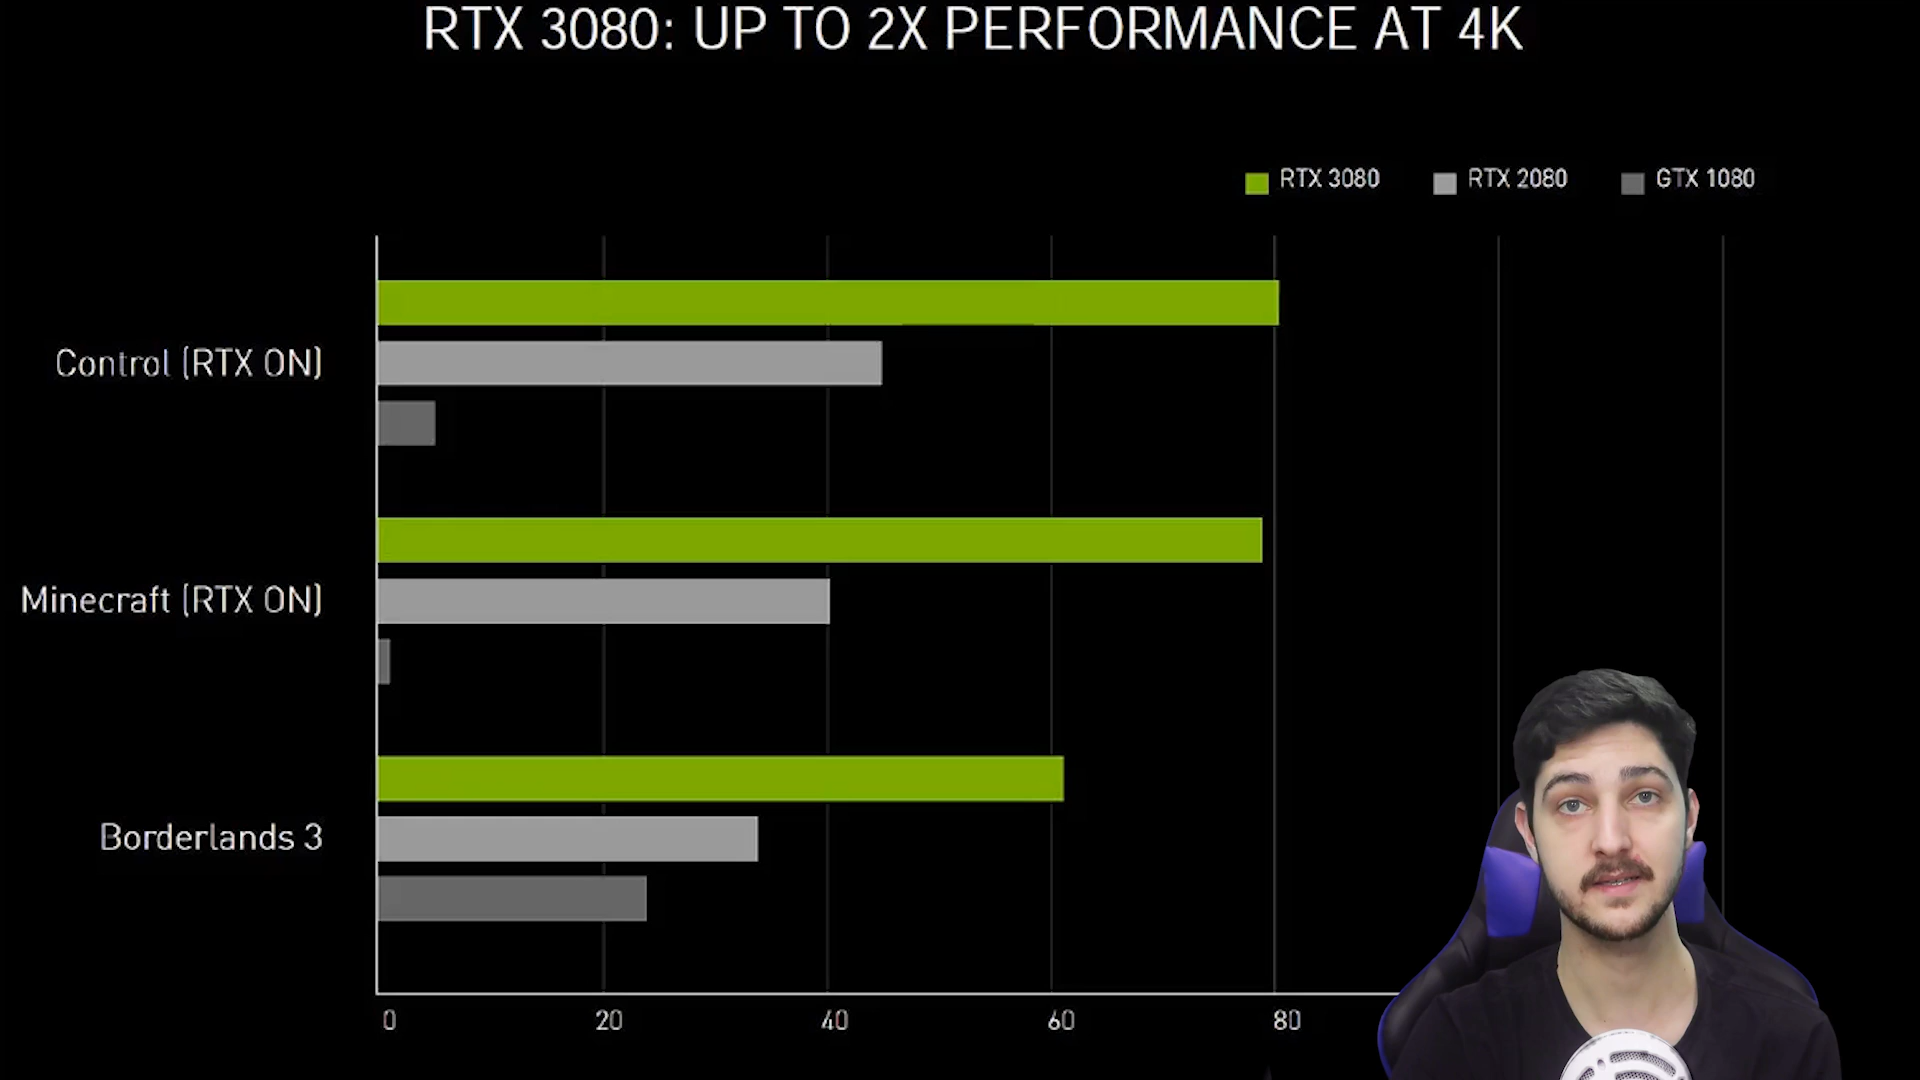 RTX 3080: UP TO 2X PERFORMANCE AT 4K
RTX 3080
RTX 2080
GTX 1080
Control (RTX ON)
Minecraft (RTX ON)
Borderlands 3
0 20 40 60 80